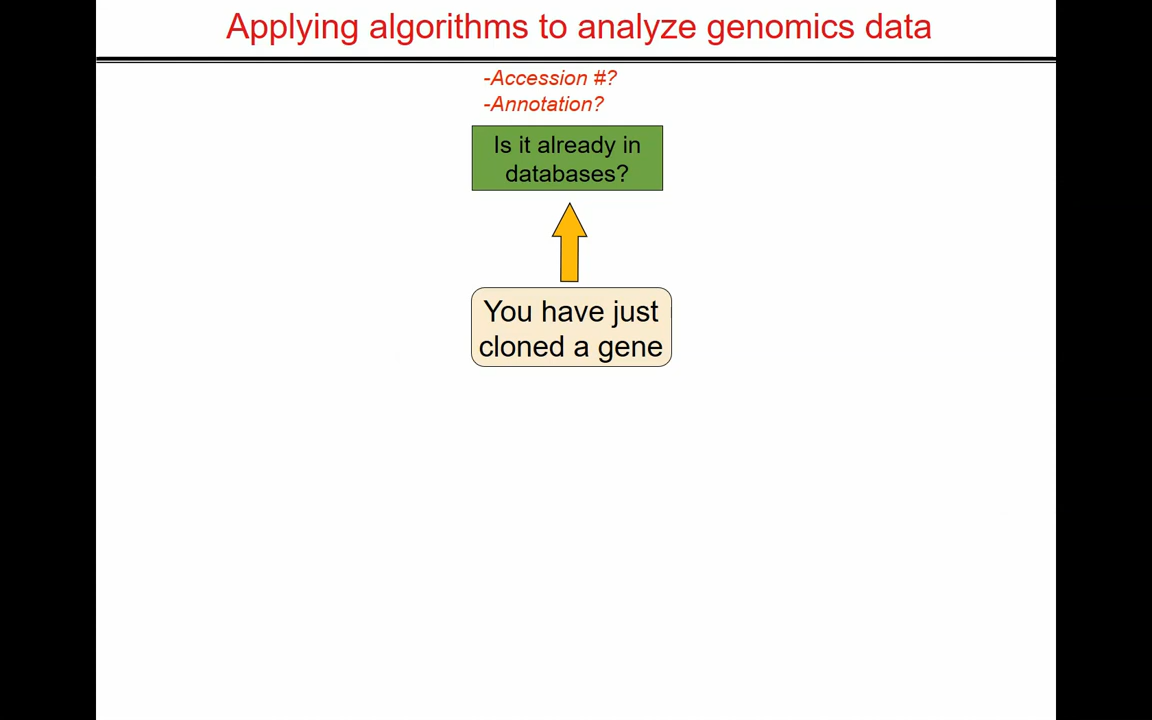 Applying algorithms to analyze genomics data
-Accession #?
-Annotation?
Is it already in
databases?
You have just
cloned a gene